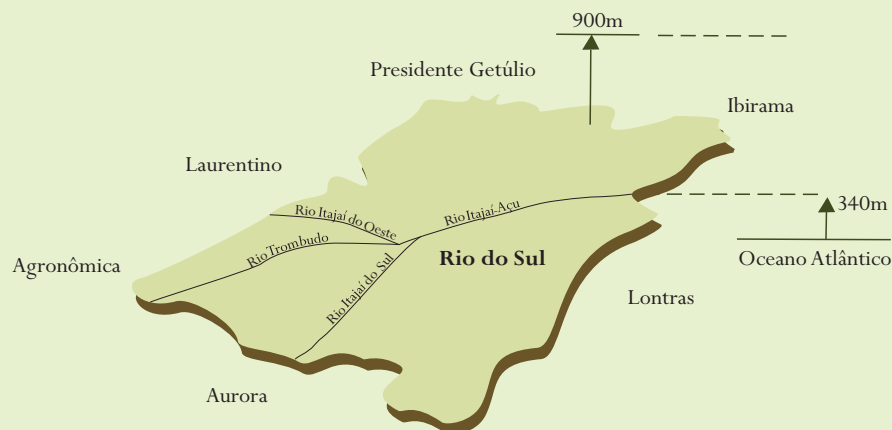 900m
Presidente Getúlio
Ibirama
Laurentino
340m
Rio Itajaí do Oeste
Rio Itajaí-Açu
Rio Trombudo
Rio do Sul
Oceano Atlântico
Agronômica
Rio Itajaí do Sul
Lontras
Aurora